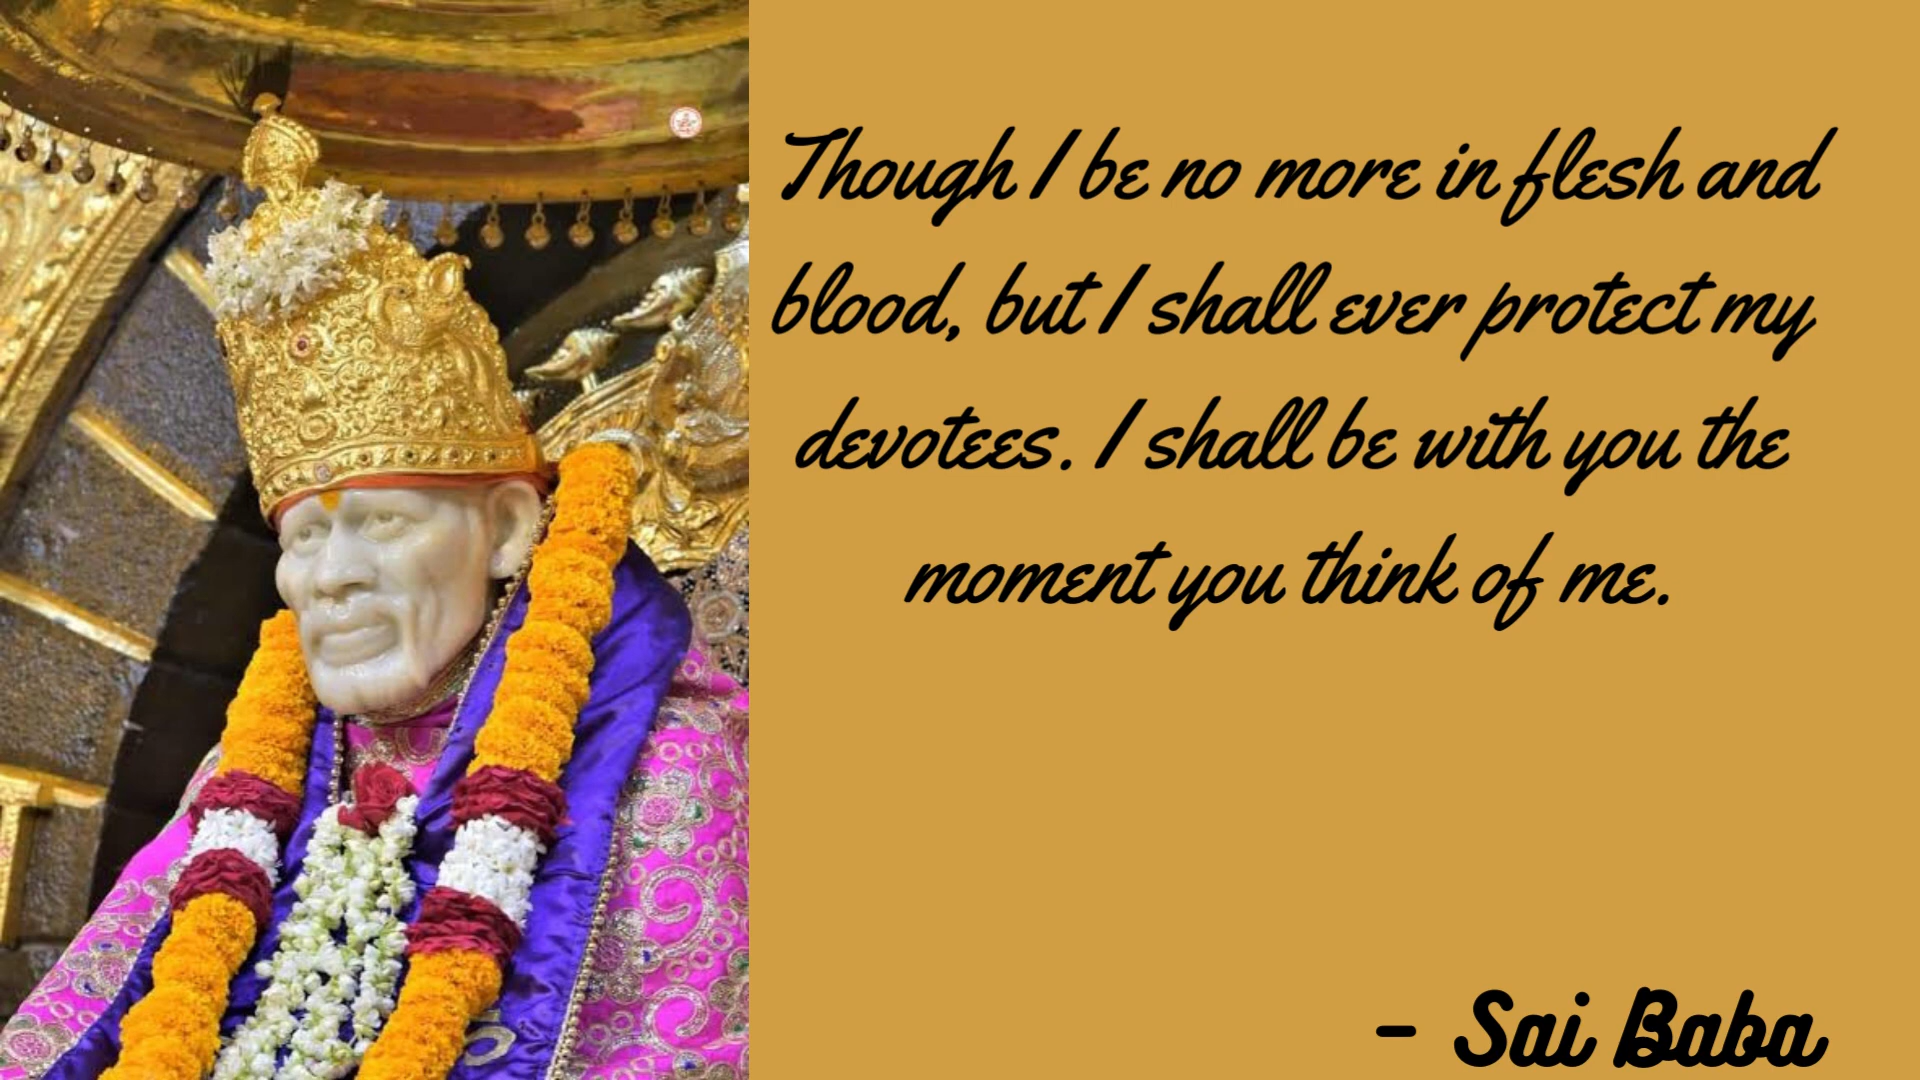 Though I be no more in flesh and
blood, but I shall ever protect my
devotees. I shall be with you the
moment you think of me.
- Sai Baba